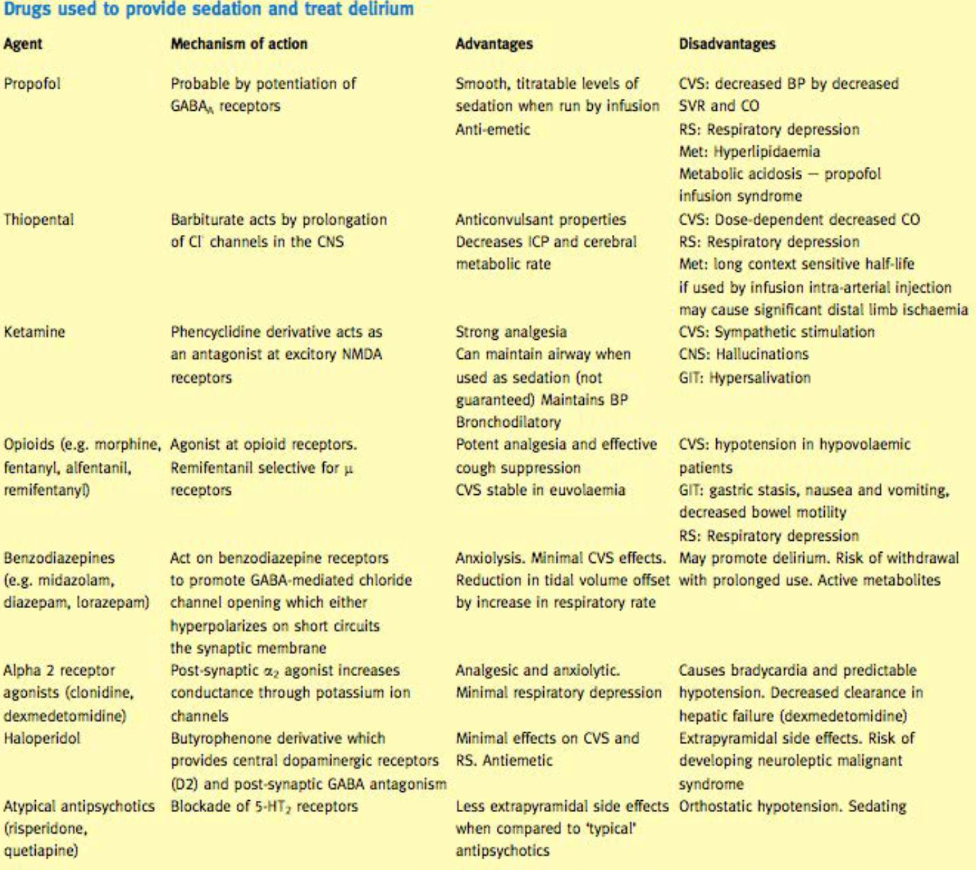 Drugs used to provide sedation and treat delirium
Agent Mechanism of action Advantages Disadvantages
Propofol Probable by potentiation of Smooth, titratable levels of CVS: decreased BP by decreased
GABA_A receptors sedation when run by infusion SVR and CO
Anti-emetic RS: Respiratory depression
Met: Hyperlipidaemia
Metabolic acidosis — propofol
infusion syndrome
Thiopental Barbiturate acts by prolongation Anticonvulsant properties CVS: Dose-dependent decreased CO
of Cl⁻ channels in the CNS Decreases ICP and cerebral RS: Respiratory depression
metabolic rate Met: long context sensitive half-life
if used by infusion intra-arterial injection
may cause significant distal limb ischaemia
Ketamine Phencyclidine derivative acts as Strong analgesia CVS: Sympathetic stimulation
an antagonist at excitory NMDA Can maintain airway when CNS: Hallucinations
receptors used as sedation (not GIT: Hypersalivation
guaranteed) Maintains BP
Bronchodilatory
Opioids (e.g. morphine, Agonist at opioid receptors. Potent analgesia and effective CVS: hypotension in hypovolaemic
fentanyl, alfentanil, Remifentanil selective for μ cough suppression patients
remifentanyl) receptors CVS stable in euvolaemia GIT: gastric stasis, nausea and vomiting,
decreased bowel motility
RS: Respiratory depression
Benzodiazepines Act on benzodiazepine receptors Anxiolysis. Minimal CVS effects. May promote delirium. Risk of withdrawal
(e.g. midazolam, to promote GABA-mediated chloride Reduction in tidal volume offset with prolonged use. Active metabolites
diazepam, lorazepam) channel opening which either by increase in respiratory rate
hyperpolarizes on short circuits
the synaptic membrane
Alpha 2 receptor Post-synaptic α₂ agonist increases Analgesic and anxiolytic. Causes bradycardia and predictable
agonists (clonidine, conductance through potassium ion Minimal respiratory depression hypotension. Decreased clearance in
dexmedetomidine) channels hepatic failure (dexmedetomidine)
Haloperidol Butyrophenone derivative which Minimal effects on CVS and Extrapyramidal side effects. Risk of
provides central dopaminergic receptors RS. Antiemetic developing neuroleptic malignant
(D2) and post-synaptic GABA antagonism syndrome
Atypical antipsychotics Blockade of 5-HT₂ receptors Less extrapyramidal side effects Orthostatic hypotension. Sedating
(risperidone, when compared to 'typical'
quetiapine) antipsychotics